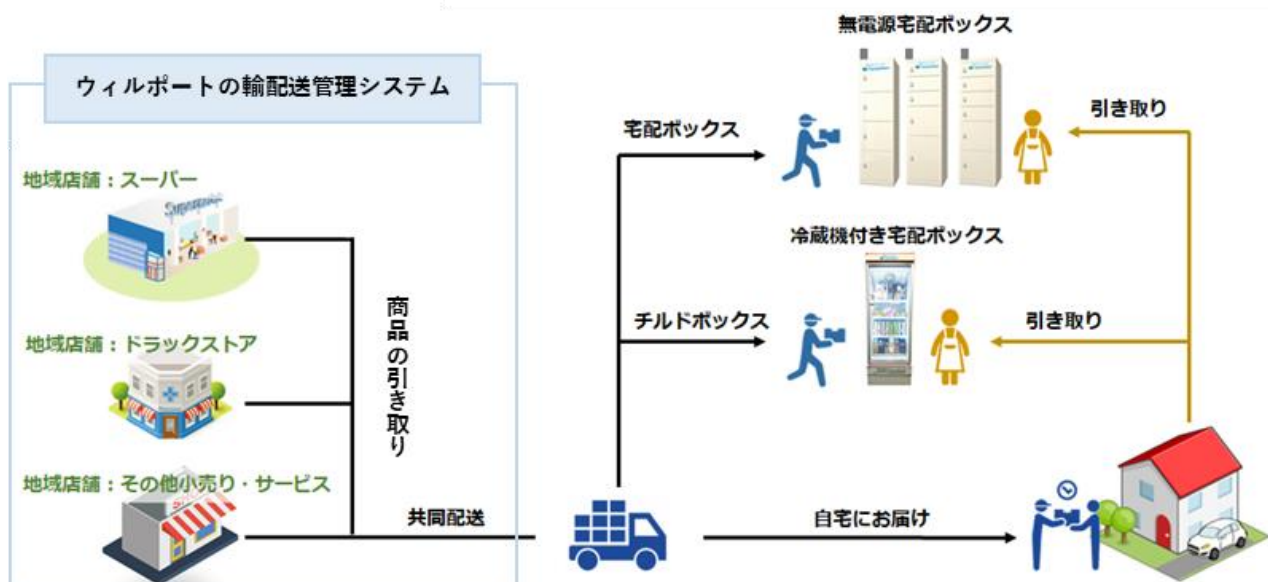 無電源宅配ボックス
ウィルポートの輸配送管理システム
宅配ボックス
引き取り
地域店舗：スーパー
冷蔵機付き宅配ボックス
商品の引き取り
チルドボックス
引き取り
地域店舗：ドラックストア
地域店舗：その他小売り・サービス
共同配送
自宅にお届け